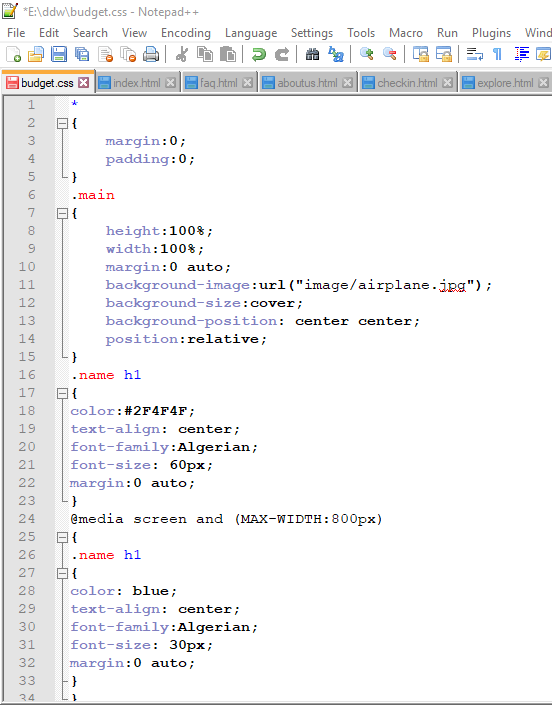 *E:\ddw\budget.css - Notepad++
File Edit Search View Encoding Language Settings Tools Macro Run Plugins Wind
budget.css index.html faq.html aboutus.html checkin.html explore.html
1 *
2 {
3 margin:0;
4 padding:0;
5 }
6 .main
7 {
8 height:100%;
9 width:100%;
10 margin:0 auto;
11 background-image:url("image/airplane.jpg");
12 background-size:cover;
13 background-position: center center;
14 position:relative;
15 }
16 .name h1
17 {
18 color:#2F4F4F;
19 text-align: center;
20 font-family:Algerian;
21 font-size: 60px;
22 margin:0 auto;
23 }
24 @media screen and (MAX-WIDTH:800px)
25 {
26 .name h1
27 {
28 color: blue;
29 text-align: center;
30 font-family:Algerian;
31 font-size: 30px;
32 margin:0 auto;
33 }
34 }